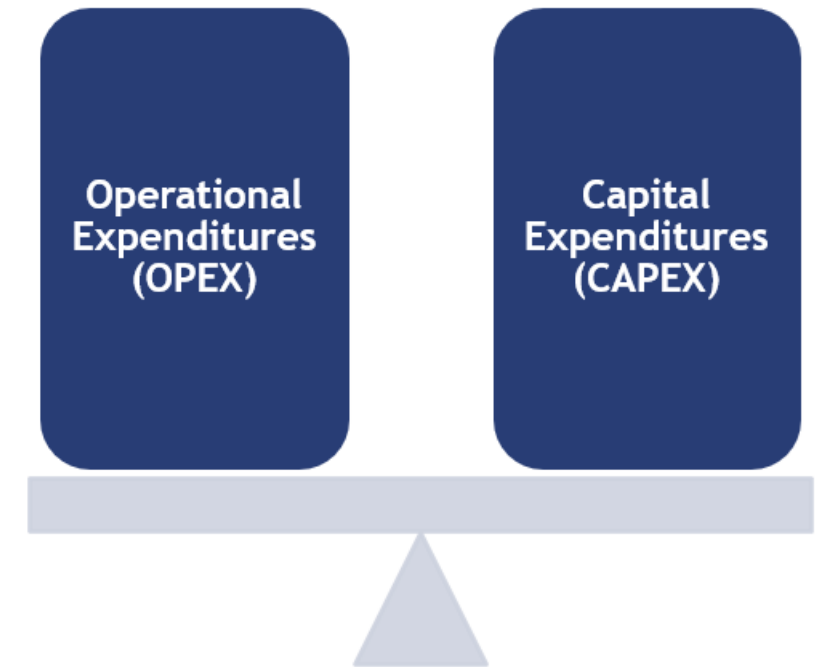 Operational
Expenditures
(OPEX)
Capital
Expenditures
(CAPEX)